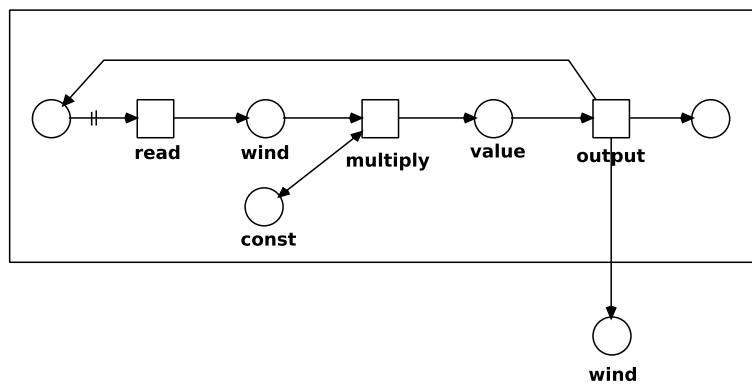 read
wind
multiply
value
output
const
wind